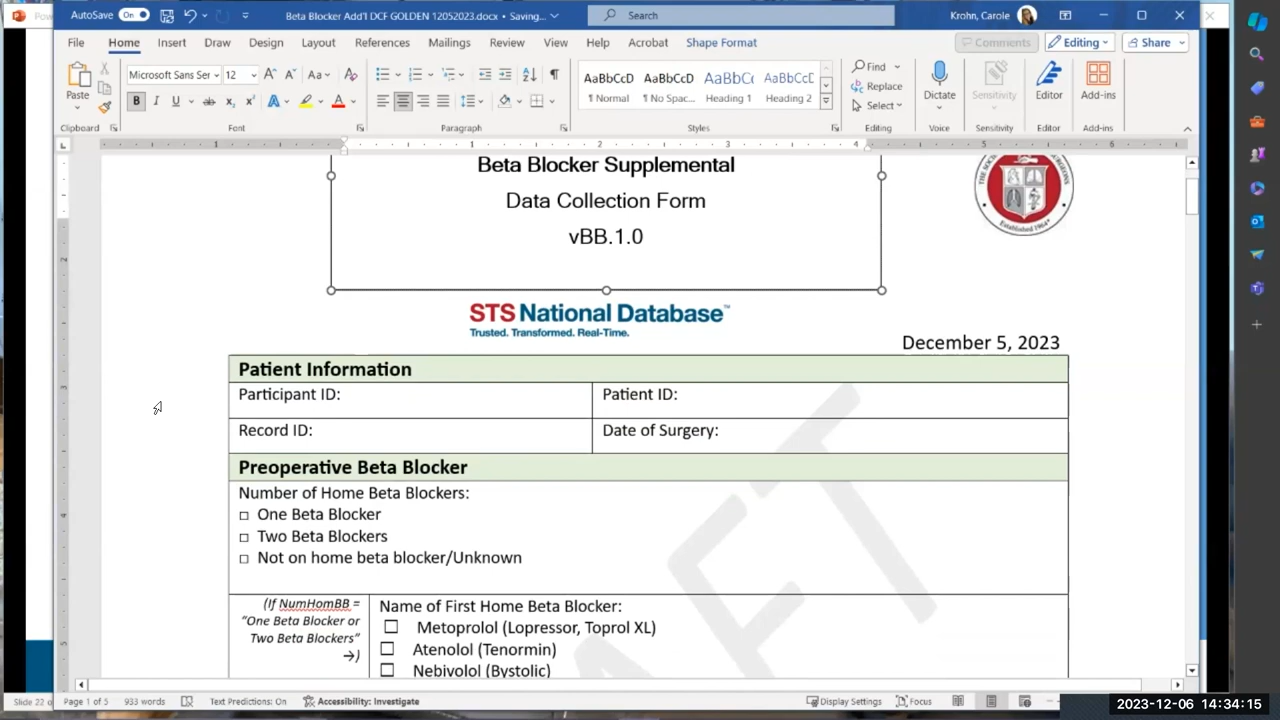 AutoSave On
Beta Blocker Add'l DCF GOLDEN 12052023.docx • Saving...
Search
Krohn, Carole
File Home Insert Draw Design Layout References Mailings Review View Help Acrobat Shape Format
Comments Editing Share
Paste
Microsoft Sans Ser 12
Clipboard Font Paragraph
AaBbCcD AaBbCcD AaBbCc AaBbCcD
¶ Normal ¶ No Spac... Heading 1 Heading 2
Styles
Find
Replace
Select
Editing
Dictate
Voice
Sensitivity
Sensitivity
Editor
Editor
Add-ins
Add-ins
Beta Blocker Supplemental
Data Collection Form
vBB.1.0
STS National Database™
Trusted. Transformed. Real-Time.
Established 1964
December 5, 2023
Patient Information
Participant ID: Patient ID:
Record ID: Date of Surgery:
Preoperative Beta Blocker
Number of Home Beta Blockers:
One Beta Blocker
Two Beta Blockers
Not on home beta blocker/Unknown
(If NumHomBB =
"One Beta Blocker or
Two Beta Blockers"
→)
Name of First Home Beta Blocker:
Metoprolol (Lopressor, Toprol XL)
Atenolol (Tenormin)
Nebivolol (Bystolic)
Slide 22 o
Page 1 of 5 933 words Text Predictions: On Accessibility: Investigate Display Settings Focus
2023-12-06 14:34:15